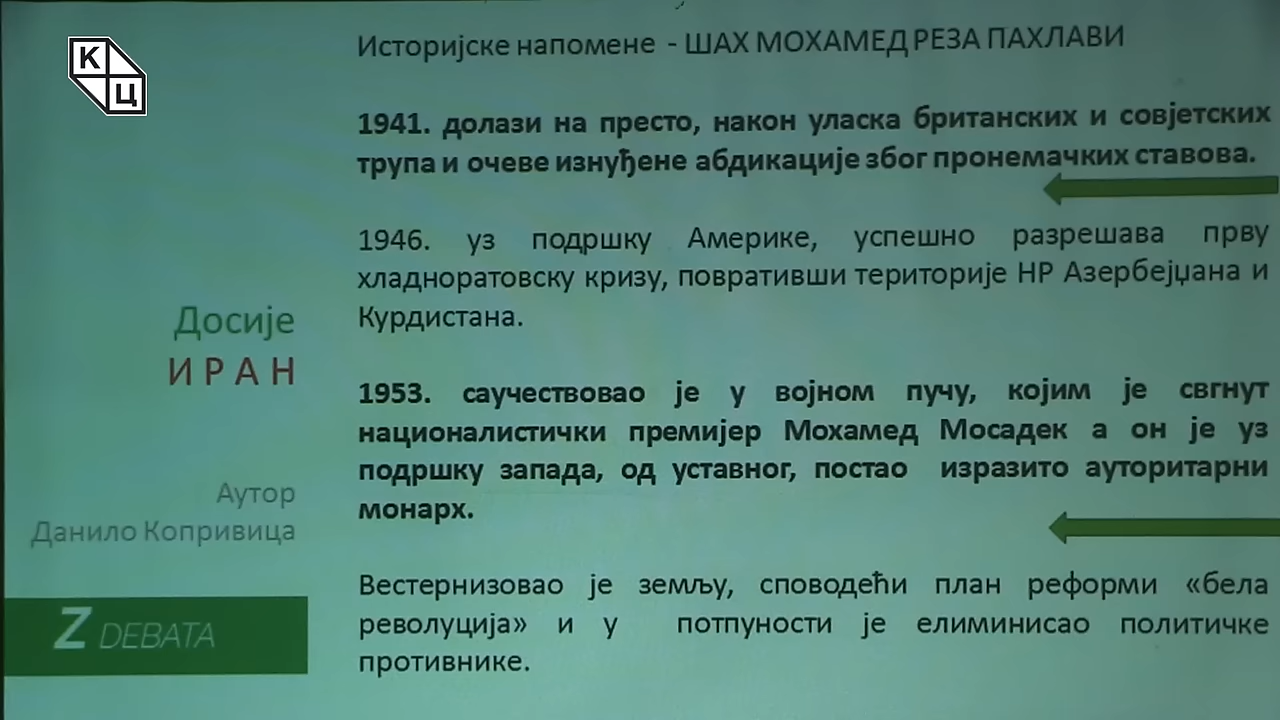 К
Ц
Историјске напомене - ШАХ МОХАМЕД РЕЗА ПАХЛАВИ
1941. долази на престо, након уласка британских и совјетских
трупа и очеве изнуђене абдикације због пронемачких ставова.
1946. уз подршку Америке, успешно разрешава прву
хладноратовску кризу, повративши територије НР Азербејџана и
Курдистана.
1953. саучествовао је у војном пучу, којим је свгнут
националистички премијер Мохамед Мосадек а он је уз
подршку запада, од уставног, постао изразито ауторитарни
монарх.
Вестернизовао је земљу, споводећи план реформи «бела
револуција» и у потпуности је елиминисао политичке
противнике.
Досије
ИРАН
Аутор
Данило Копривица
Z DEBATA